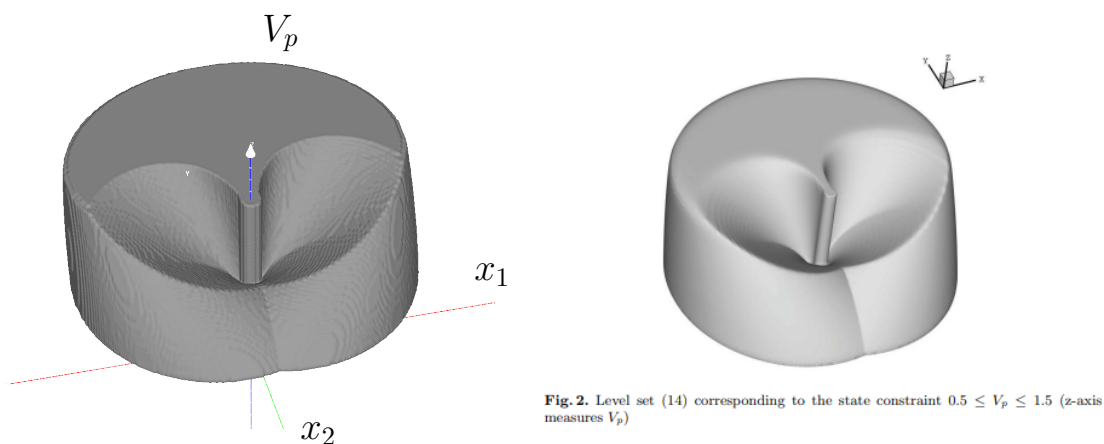 V_p
x_1
x_2
Y
Y Z X
Fig. 2. Level set (14) corresponding to the state constraint 0.5 ≤ V_p ≤ 1.5 (z-axis
measures V_p)